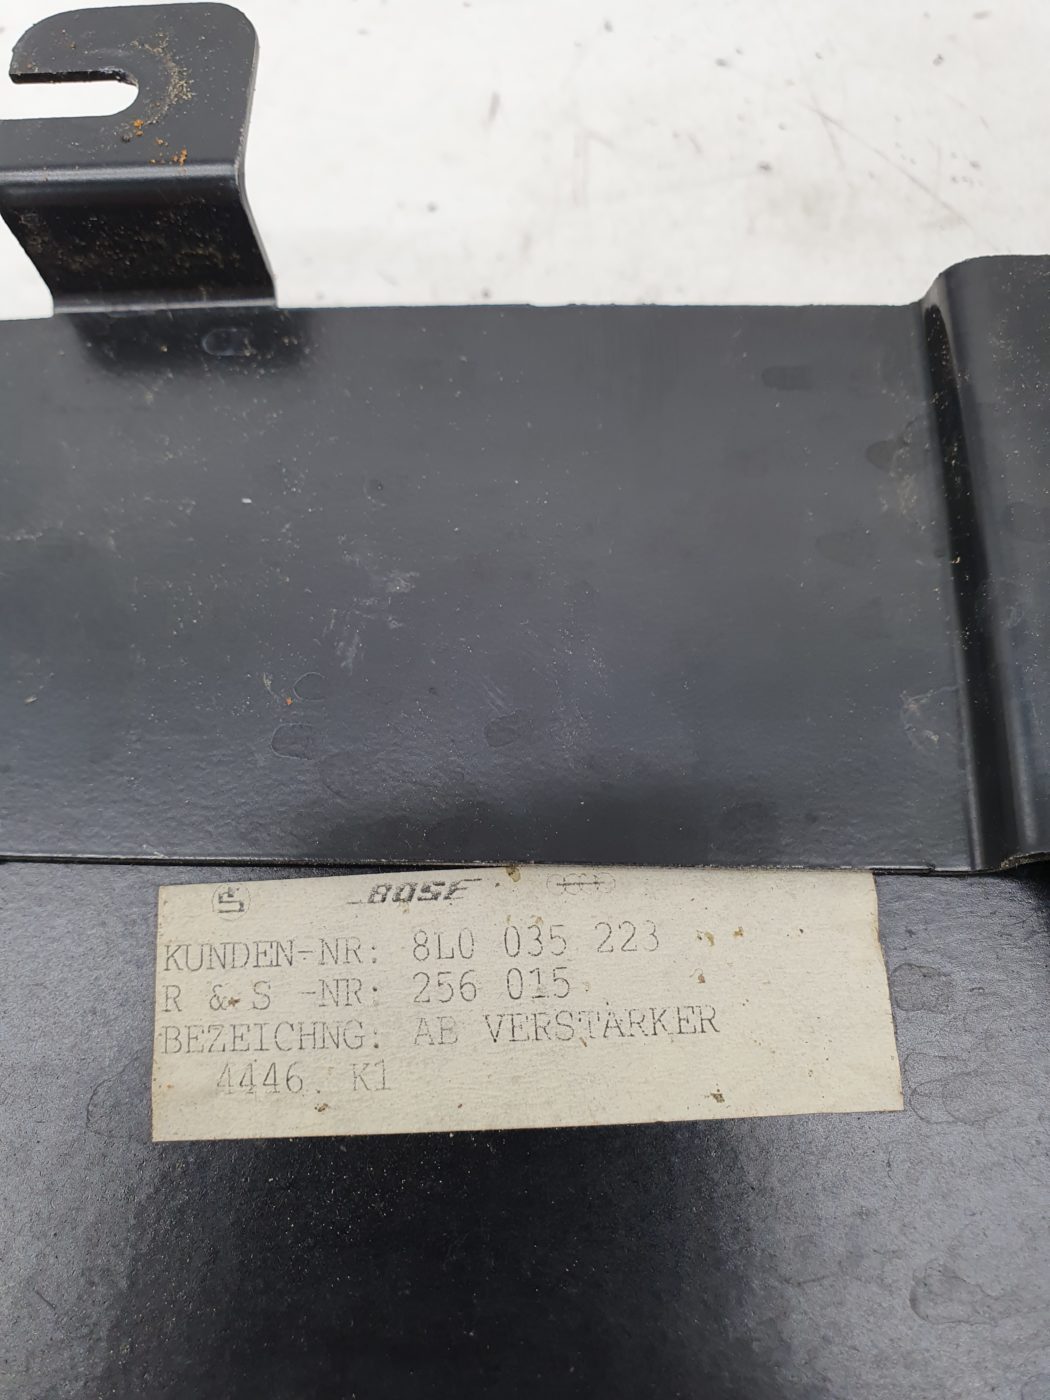 BOSE
KUNDEN-NR: 8L0 035 223
R & S -NR: 256 015
BEZEICHNG: AB VERSTARKER
4446 K1